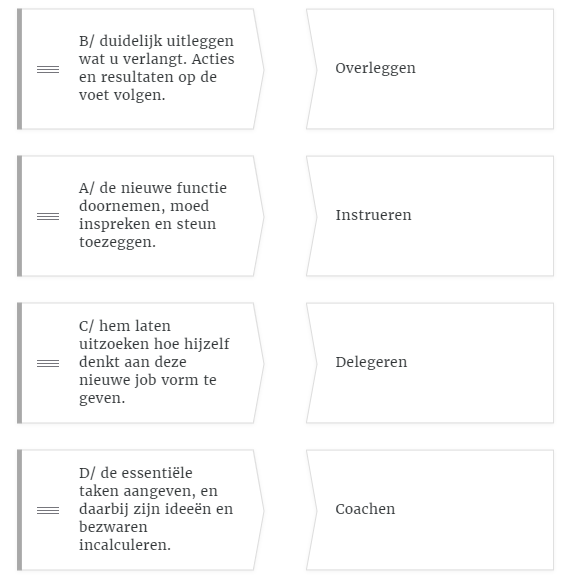 B/ duidelijk uitleggen
wat u verlangt. Acties
en resultaten op de
voet volgen.
Overleggen
A/ de nieuwe functie
doornemen, moed
inspreken en steun
toezeggen.
Instrueren
C/ hem laten
uitzoeken hoe hijzelf
denkt aan deze
nieuwe job vorm te
geven.
Delegeren
D/ de essentiële
taken aangeven, en
daarbij zijn ideeën en
bezwaren
incalculeren.
Coachen